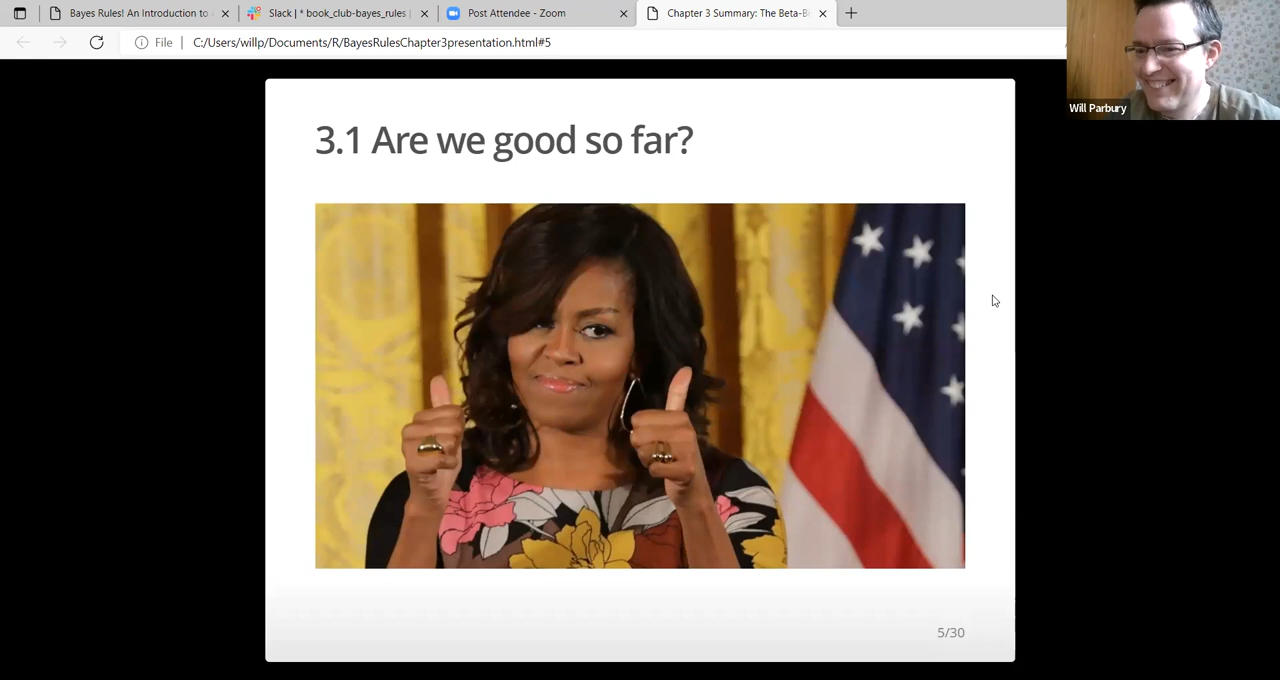 Bayes Rules! An Introduction to
Slack | * book_club-bayes_rules |
Post Attendee - Zoom
Chapter 3 Summary: The Beta-Bi
File
C:/Users/willp/Documents/R/BayesRulesChapter3presentation.html#5
Will Parbury
3.1 Are we good so far?
5/30